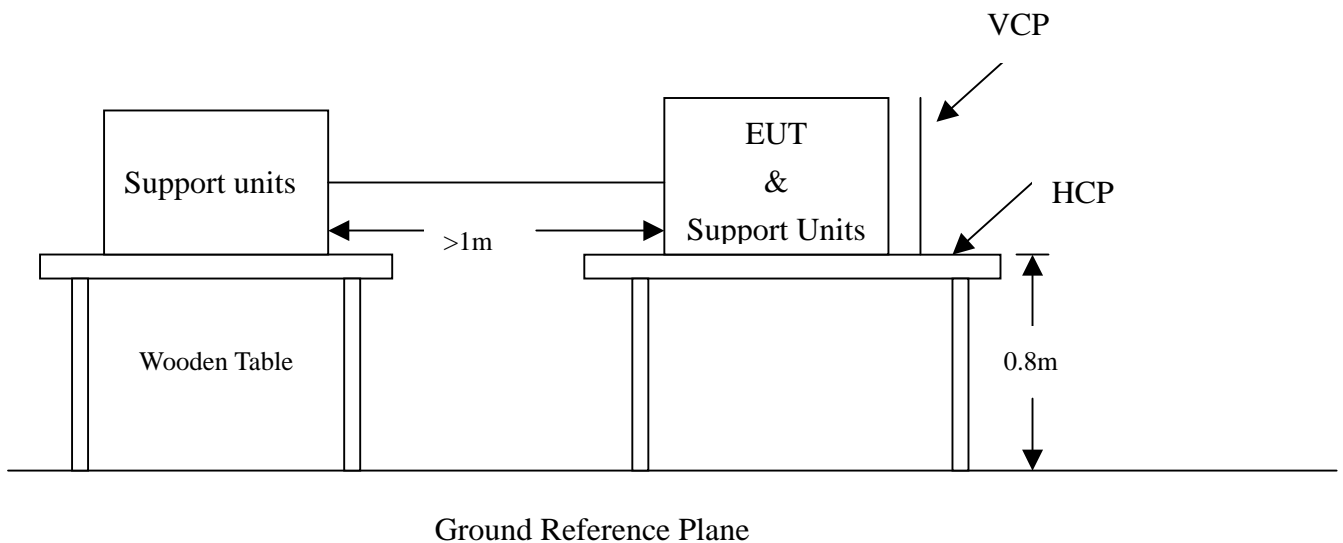 VCP
EUT
&
Support Units
Support units
HCP
>1m
Wooden Table
0.8m
Ground Reference Plane